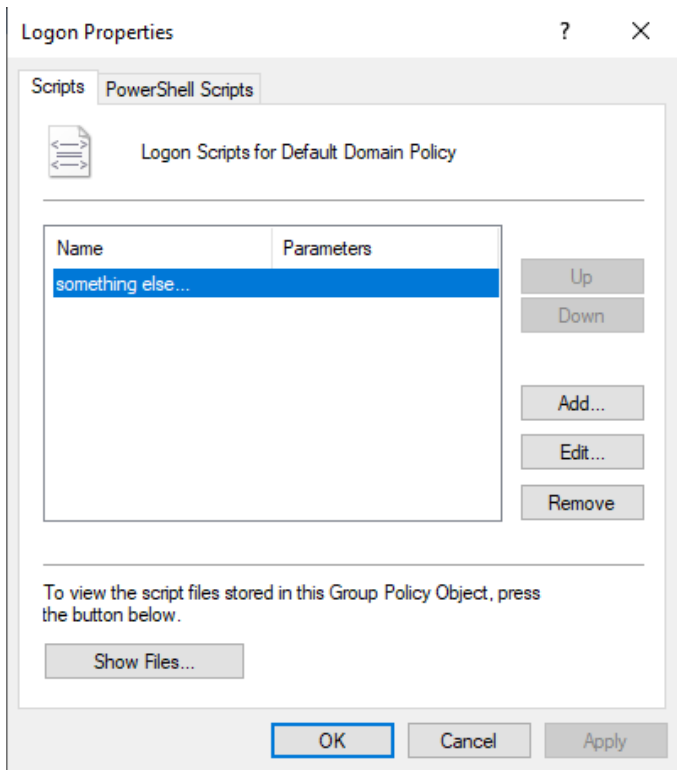 Logon Properties
?
Scripts
PowerShell Scripts
Logon Scripts for Default Domain Policy
Name
Parameters
something else...
Up
Down
Add...
Edit...
Remove
To view the script files stored in this Group Policy Object, press
the button below.
Show Files...
OK
Cancel
Apply